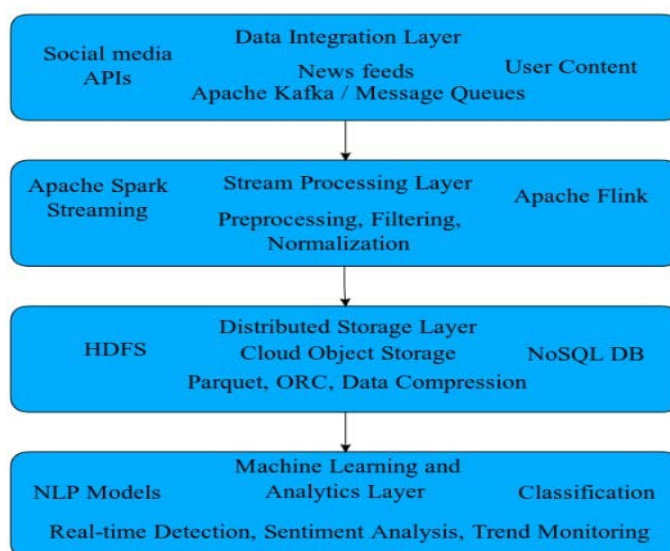 Data Integration Layer
Social media
APIs
News feeds
User Content
Apache Kafka / Message Queues
Apache Spark
Streaming
Stream Processing Layer
Apache Flink
Preprocessing, Filtering,
Normalization
Distributed Storage Layer
HDFS
Cloud Object Storage
NoSQL DB
Parquet, ORC, Data Compression
Machine Learning and
Analytics Layer
NLP Models
Classification
Real-time Detection, Sentiment Analysis, Trend Monitoring